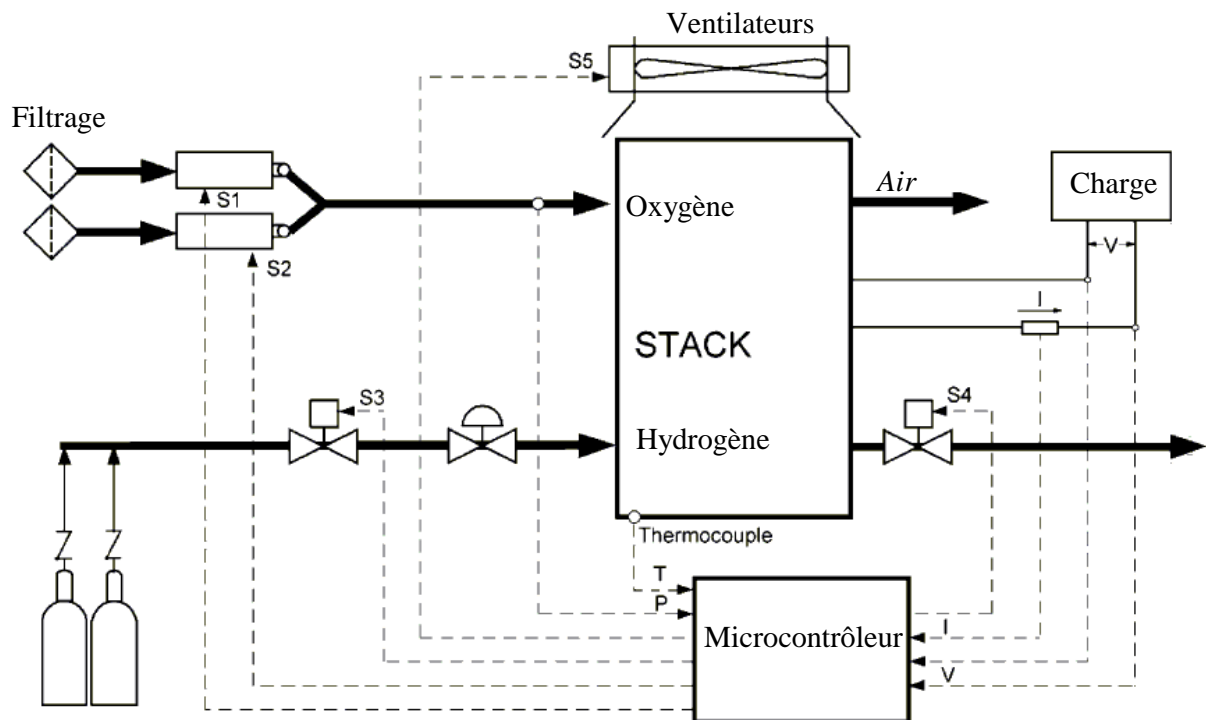 Ventilateurs
S5
Filtrage
S1
Oxygène
Air
Charge
S2
V
I
STACK
S3
S4
Hydrogène
Thermocouple
T
P
Microcontrôleur
I
V